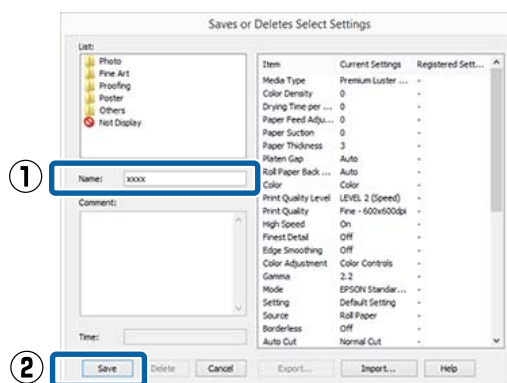 Saves or Deletes Select Settings
List:
Photo
Fine Art
Proofing
Poster
Others
Not Display
1
Name: xxxx
Comment:
Time:
Item Current Settings Registered Sett...
Media Type Premium Luster ... -
Color Density 0 -
Drying Time per ... 0 -
Paper Feed Adju... 0 -
Paper Suction 0 -
Paper Thickness 3 -
Platen Gap Auto -
Roll Paper Back ... Auto -
Color Color -
Print Quality Level LEVEL 2 (Speed) -
Print Quality Fine - 600x600dpi -
High Speed On -
Finest Detail Off -
Edge Smoothing Off -
Color Adjustment Color Controls -
Gamma 2.2 -
Mode EPSON Standar... -
Setting Default Setting -
Source Roll Paper -
Borderless Off -
Auto Cut Normal Cut -
2
Save Delete Cancel Export... Import... Help